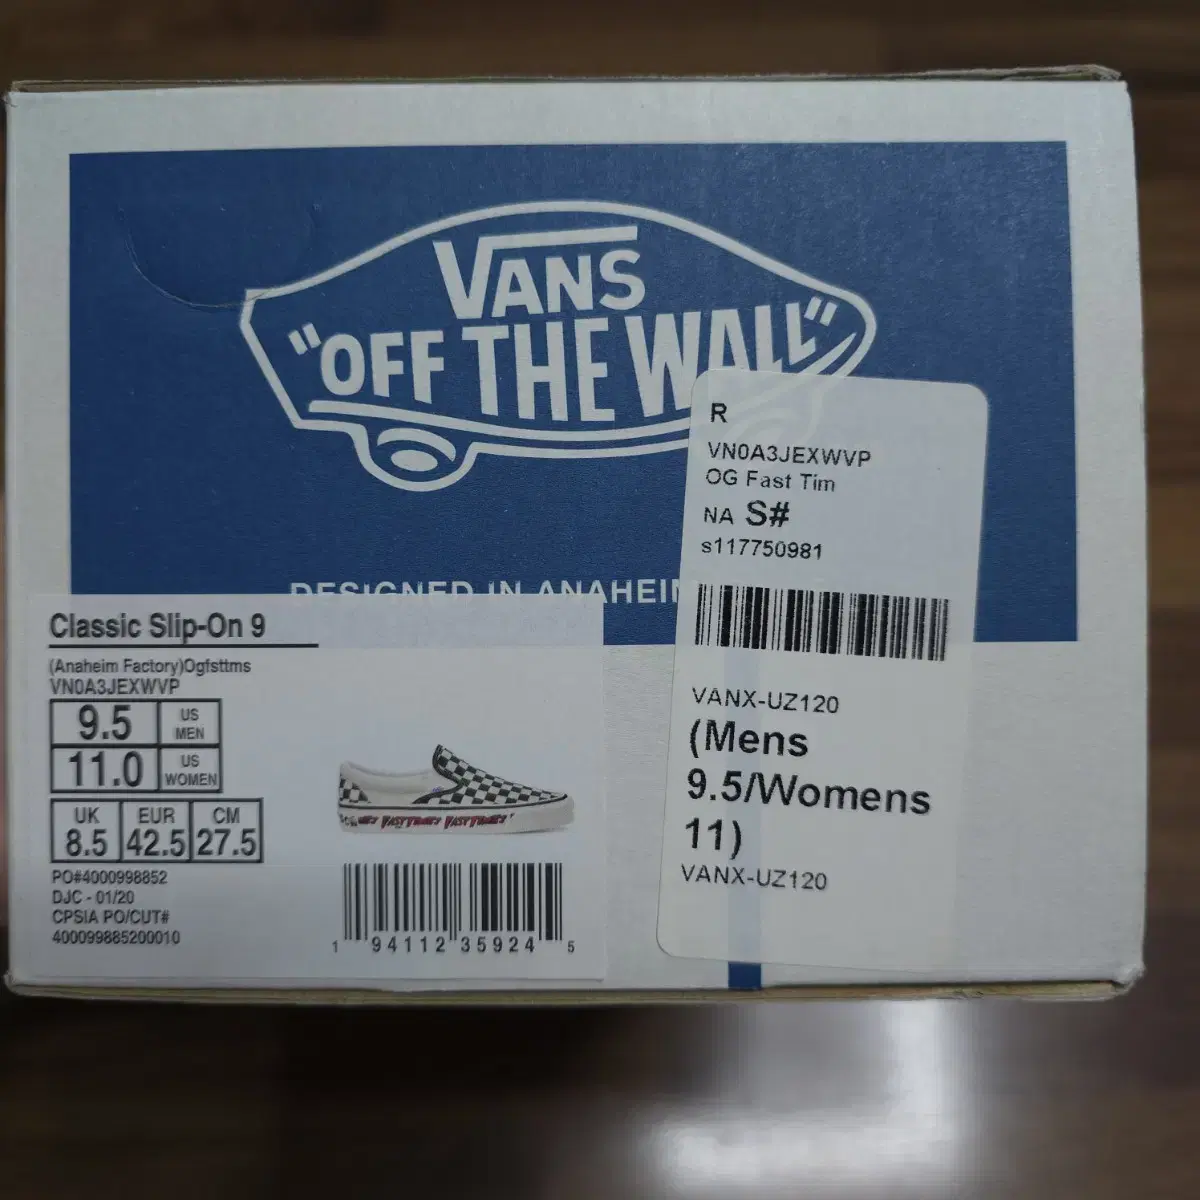 VANS
"OFF THE WALL"
DESIGNED IN ANAHEIM
R
VN0A3JEXWVP
OG Fast Tim
NA S#
s117750981
VANX-UZ120
(Mens
9.5/Womens
11)
VANX-UZ120
Classic Slip-On 9
(Anaheim Factory)Ogfsttms
VN0A3JEXWVP
9.5 US MEN
11.0 US WOMEN
UK EUR CM
8.5 42.5 27.5
PO#4000998852
DJC - 01/20
CPSIA PO/CUT#
400099885200010
1 94112 35924 5